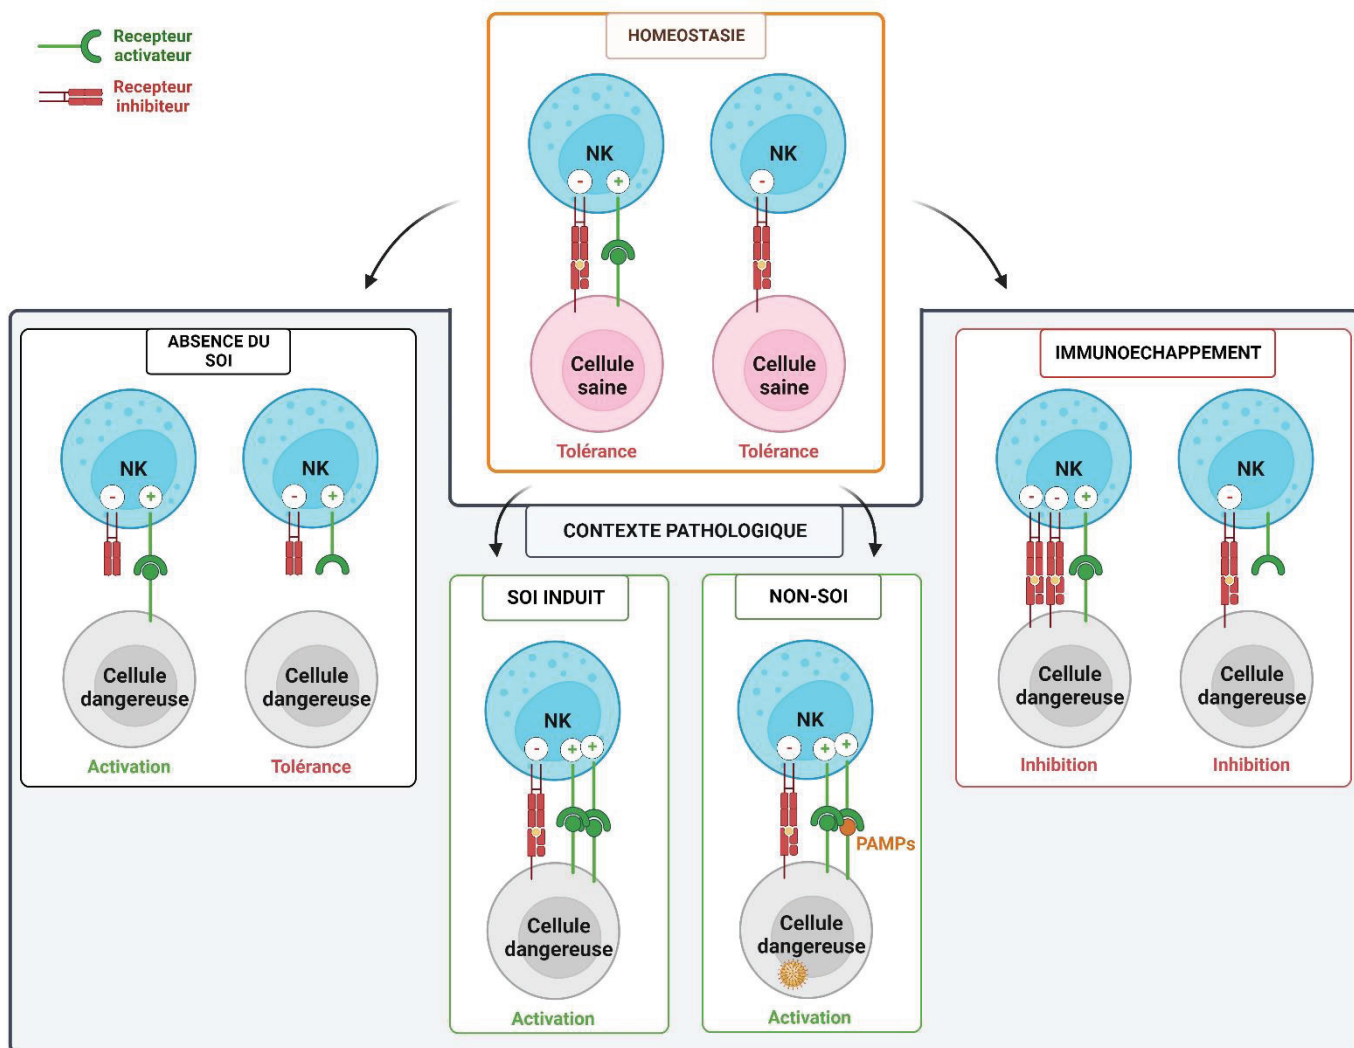 Recepteur
activateur
Recepteur
inhibiteur
HOMEOSTASIE
NK
- +
Cellule
saine
Tolérance
NK
-
Cellule
saine
Tolérance
ABSENCE DU
SOI
NK
- +
Cellule
dangereuse
Activation
NK
- +
Cellule
dangereuse
Tolérance
CONTEXTE PATHOLOGIQUE
SOI INDUIT
NK
- + +
Cellule
dangereuse
Activation
NON-SOI
NK
- + +
PAMPs
Cellule
dangereuse
Activation
IMMUNOECHAPPEMENT
NK
- - +
Cellule
dangereuse
Inhibition
NK
-
Cellule
dangereuse
Inhibition